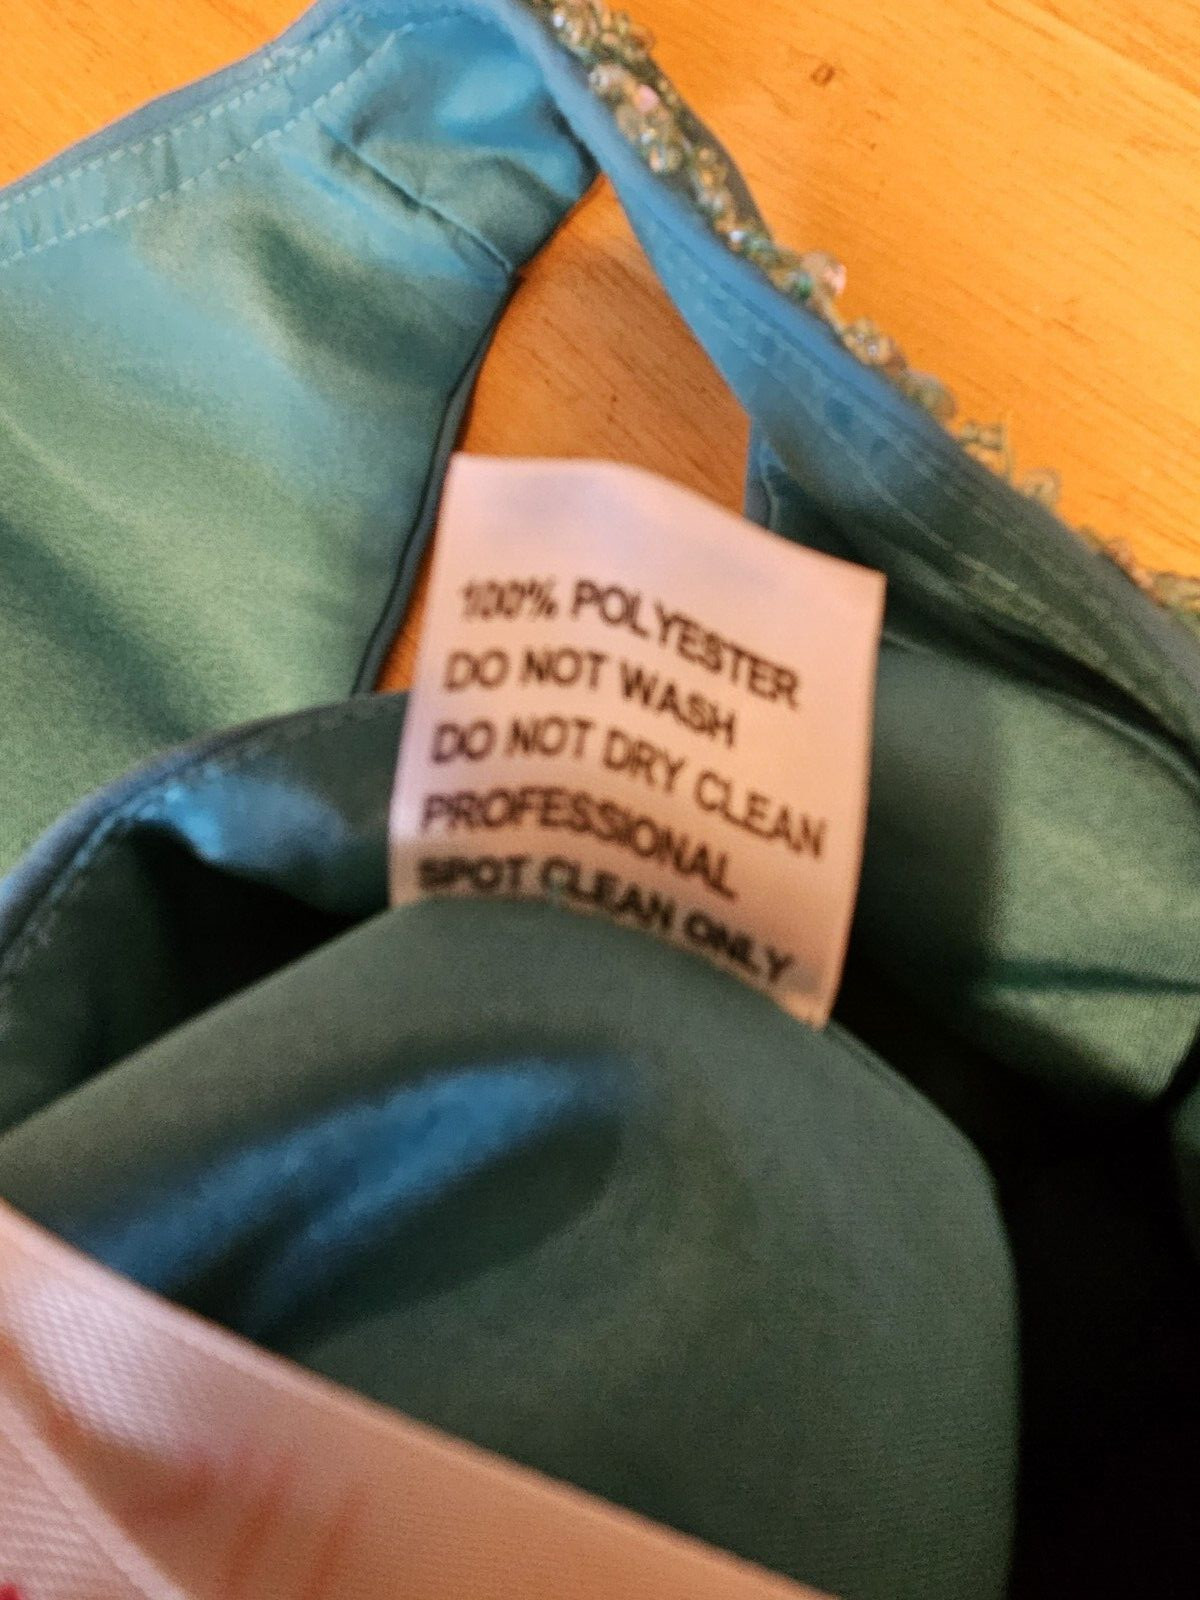 100% POLYESTER
DO NOT WASH
DO NOT DRY CLEAN
PROFESSIONAL
SPOT CLEAN ONLY